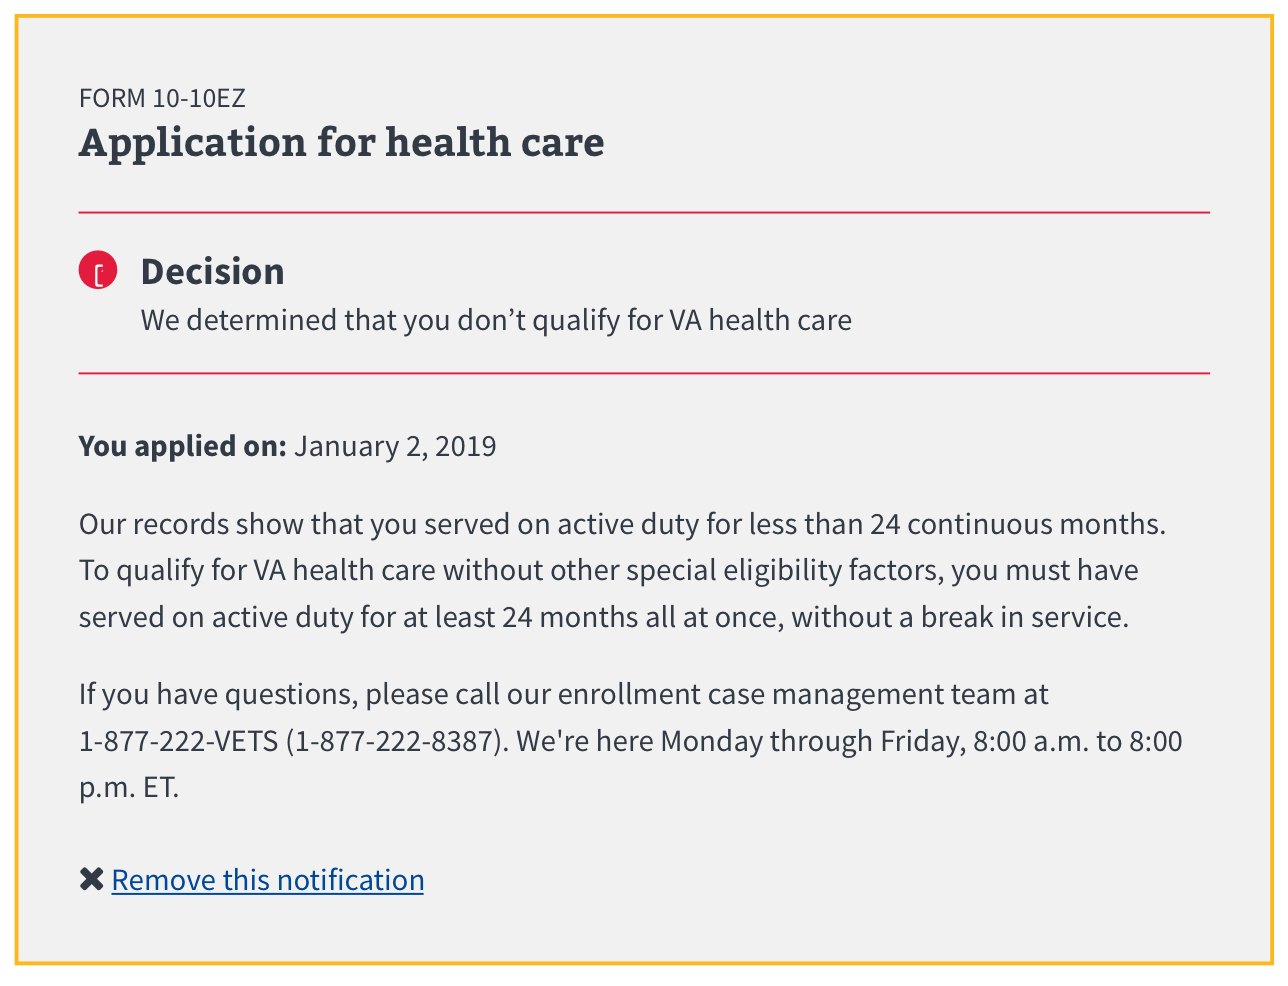 FORM 10-10EZ
Application for health care
Decision
We determined that you don’t qualify for VA health care
You applied on: January 2, 2019
Our records show that you served on active duty for less than 24 continuous months.
To qualify for VA health care without other special eligibility factors, you must have
served on active duty for at least 24 months all at once, without a break in service.
If you have questions, please call our enrollment case management team at
1-877-222-VETS (1-877-222-8387). We're here Monday through Friday, 8:00 a.m. to 8:00
p.m. ET.
Remove this notification